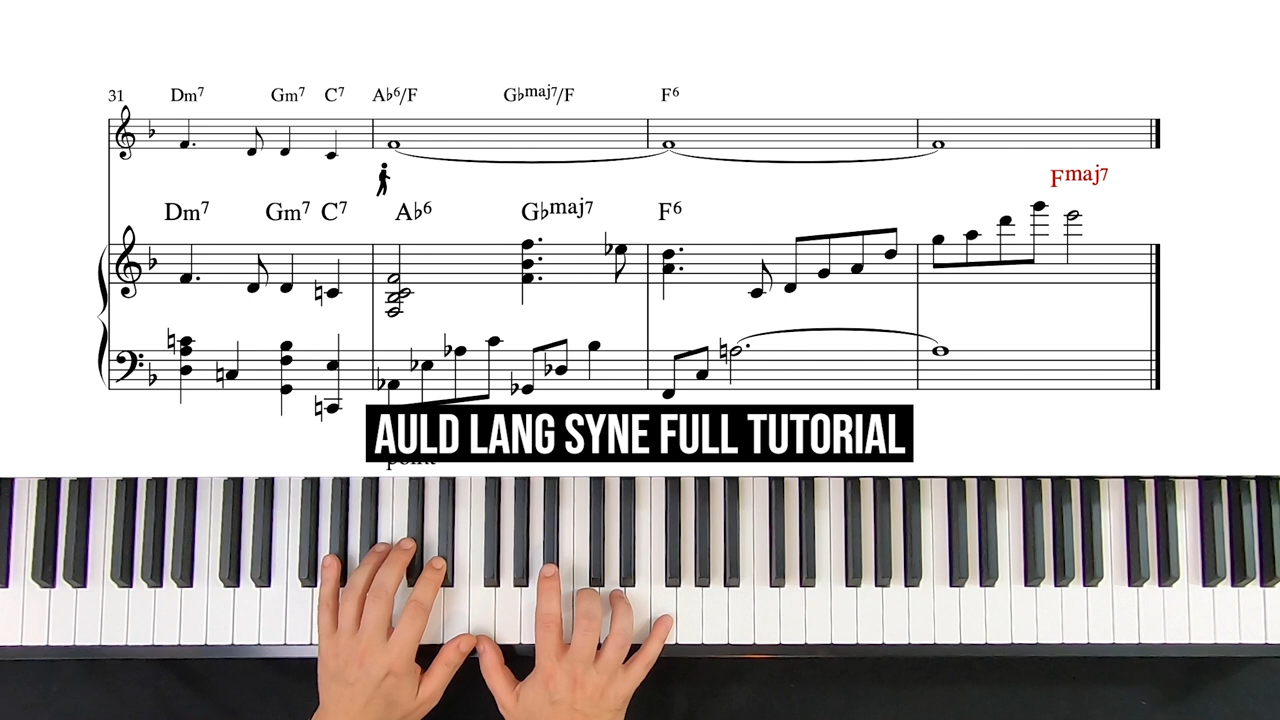 31 Dm7 Gm7 C7 A♭6/F G♭maj7/F F6
Fmaj7
Dm7 Gm7 C7 A♭6 G♭maj7 F6
AULD LANG SYNE FULL TUTORIAL